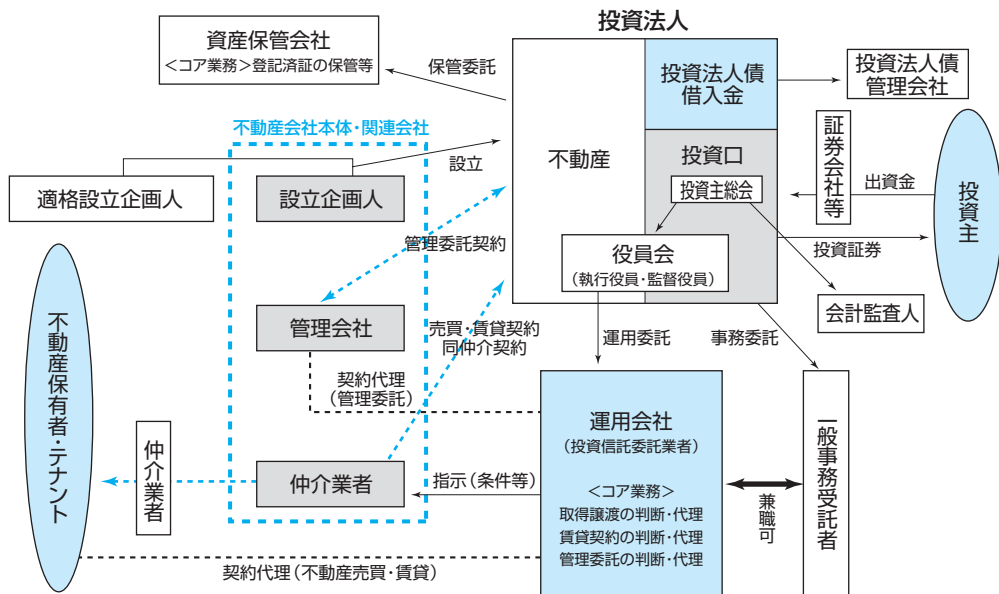 投資法人
資産保管会社
<コア業務>登記済証の保管等
保管委託
投資法人債
借入金
投資法人債
管理会社
不動産会社本体・関連会社
設立
不動産
投資口
証券会社等
出資金
投資主
適格設立企画人
設立企画人
投資主総会
管理委託契約
役員会
(執行役員・監督役員)
投資証券
会計監査人
不動産保有者・テナント
管理会社
売買・賃貸契約
同仲介契約
運用委託
事務委託
契約代理
(管理委託)
運用会社
(投資信託委託業者)
<コア業務>
取得譲渡の判断・代理
賃貸契約の判断・代理
管理委託の判断・代理
一般事務受託者
仲介業者
仲介業者
指示(条件等)
兼職可
契約代理(不動産売買・賃貸)